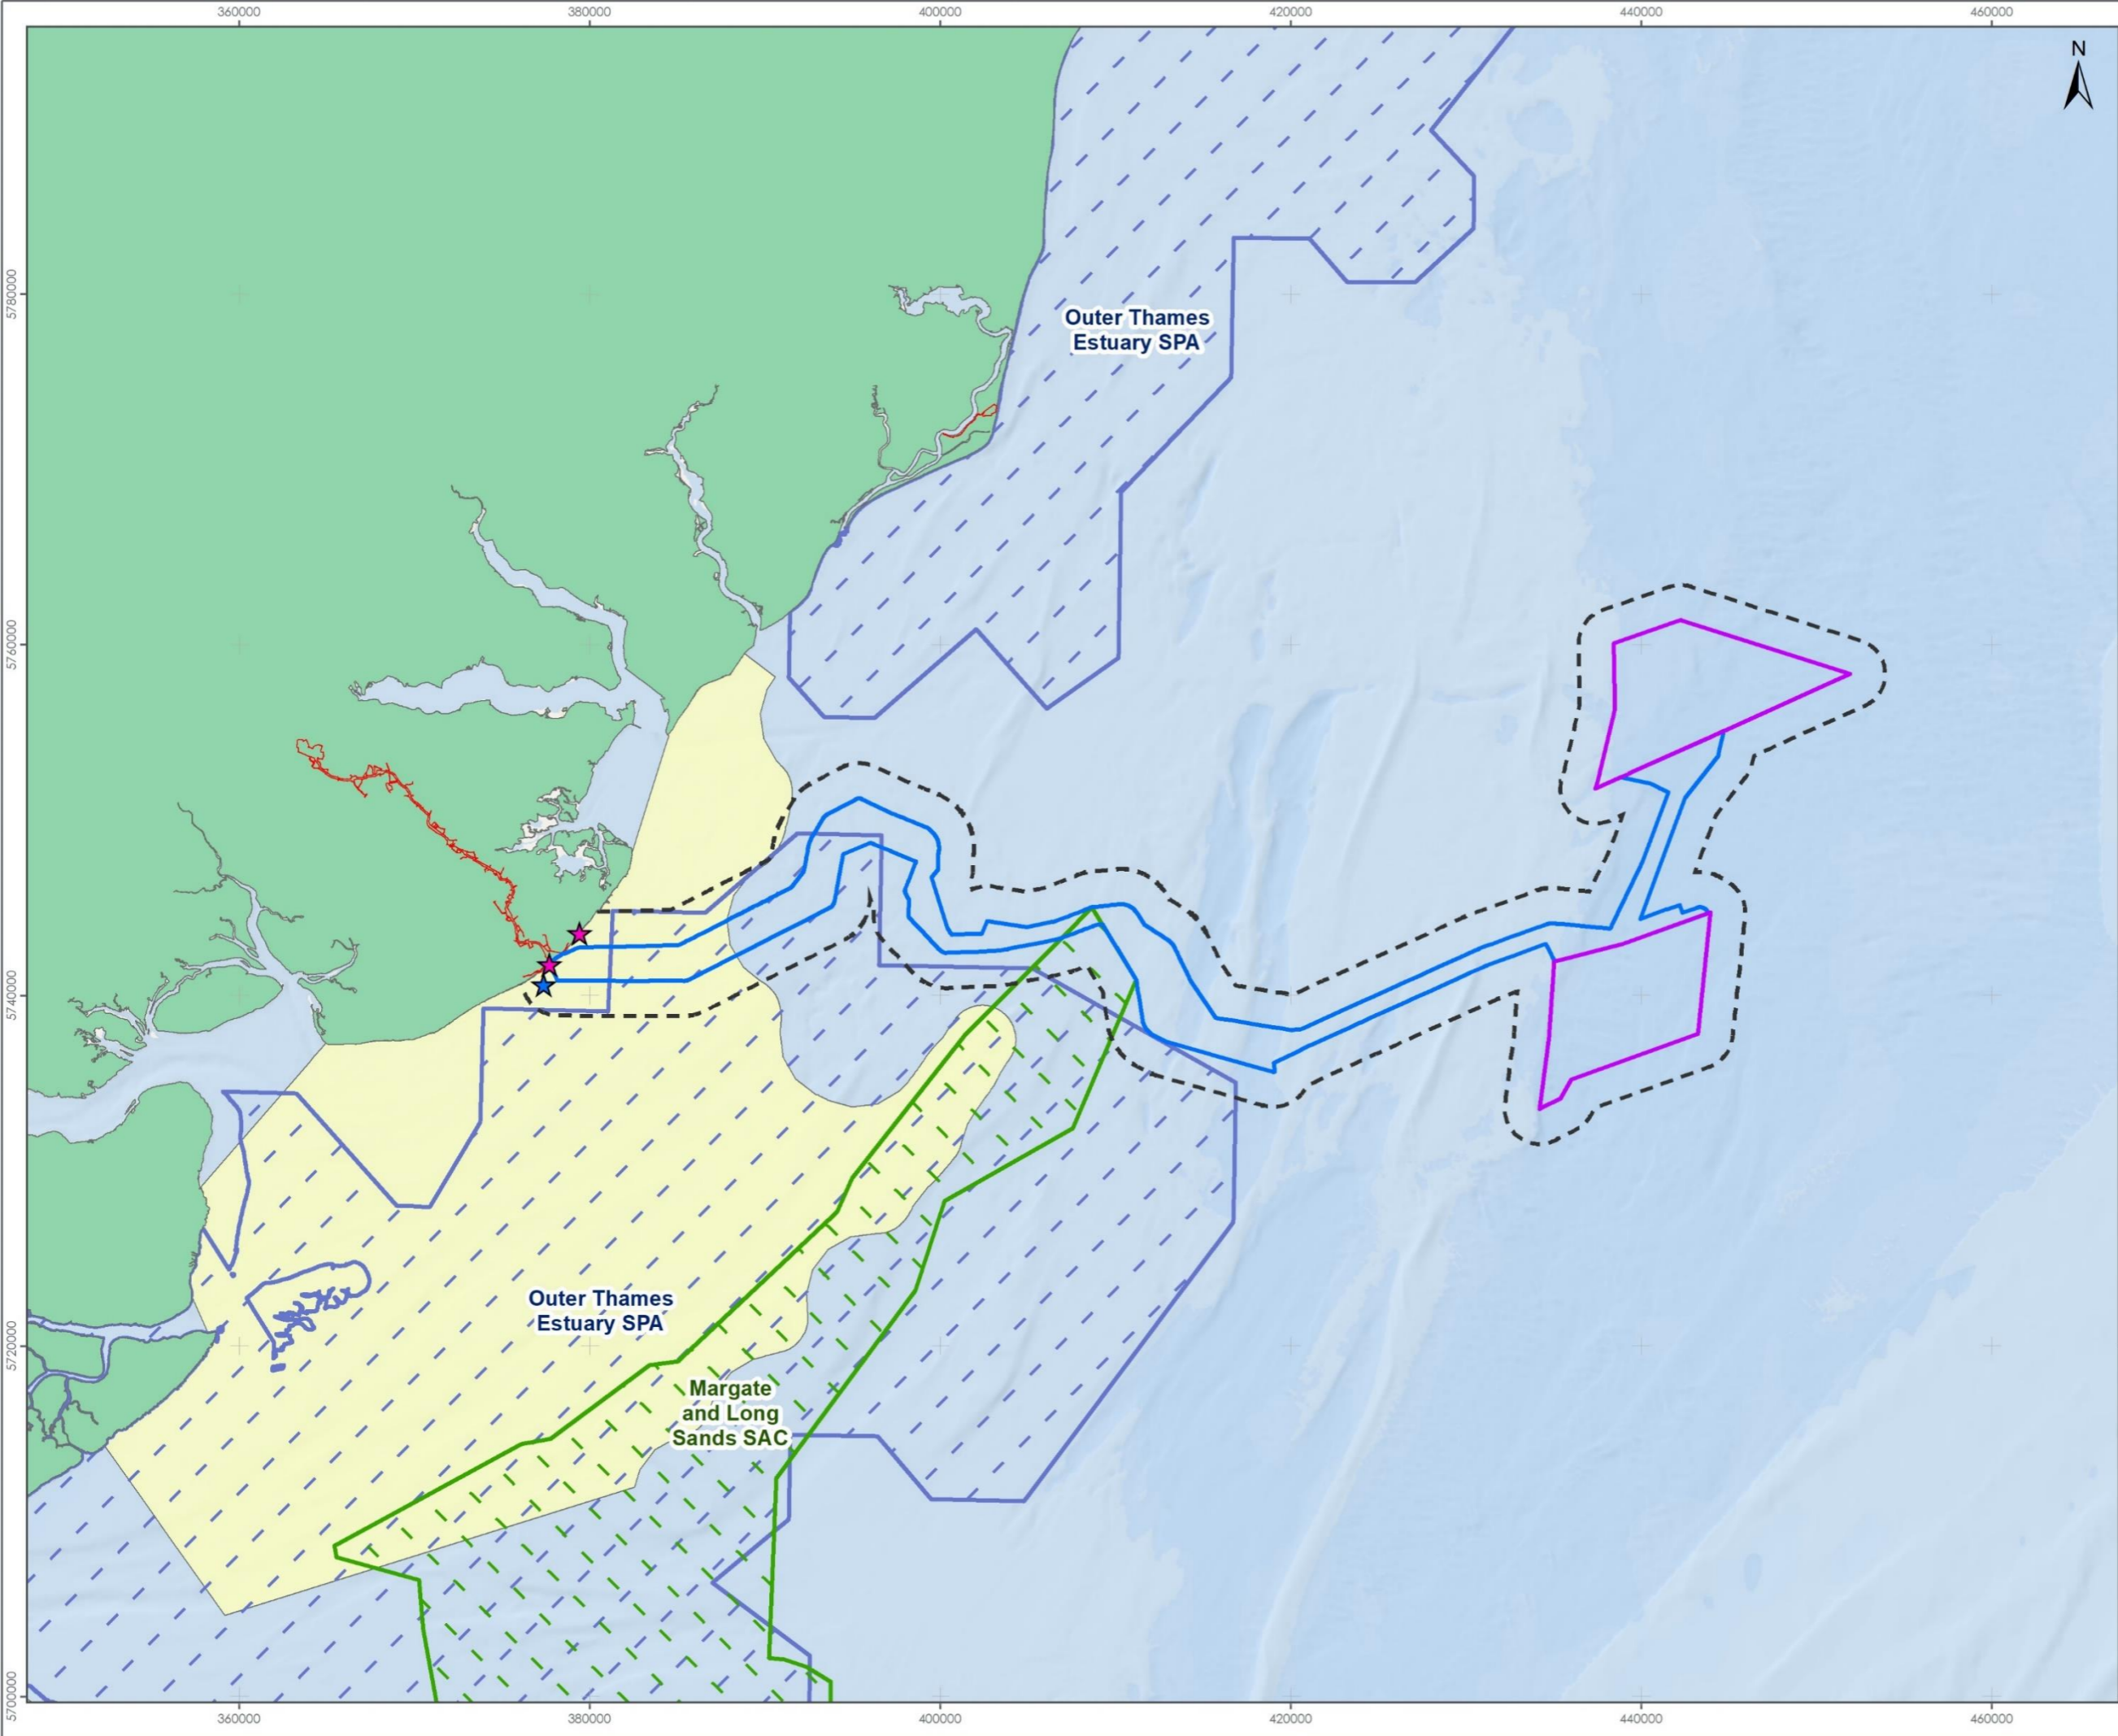 360000 380000 400000 420000 440000 460000
N
5780000
Outer Thames
Estuary SPA
5760000
5740000
Outer Thames
Estuary SPA
5720000
Margate
and Long
Sands SAC
5700000
360000 380000 400000 420000 440000 460000